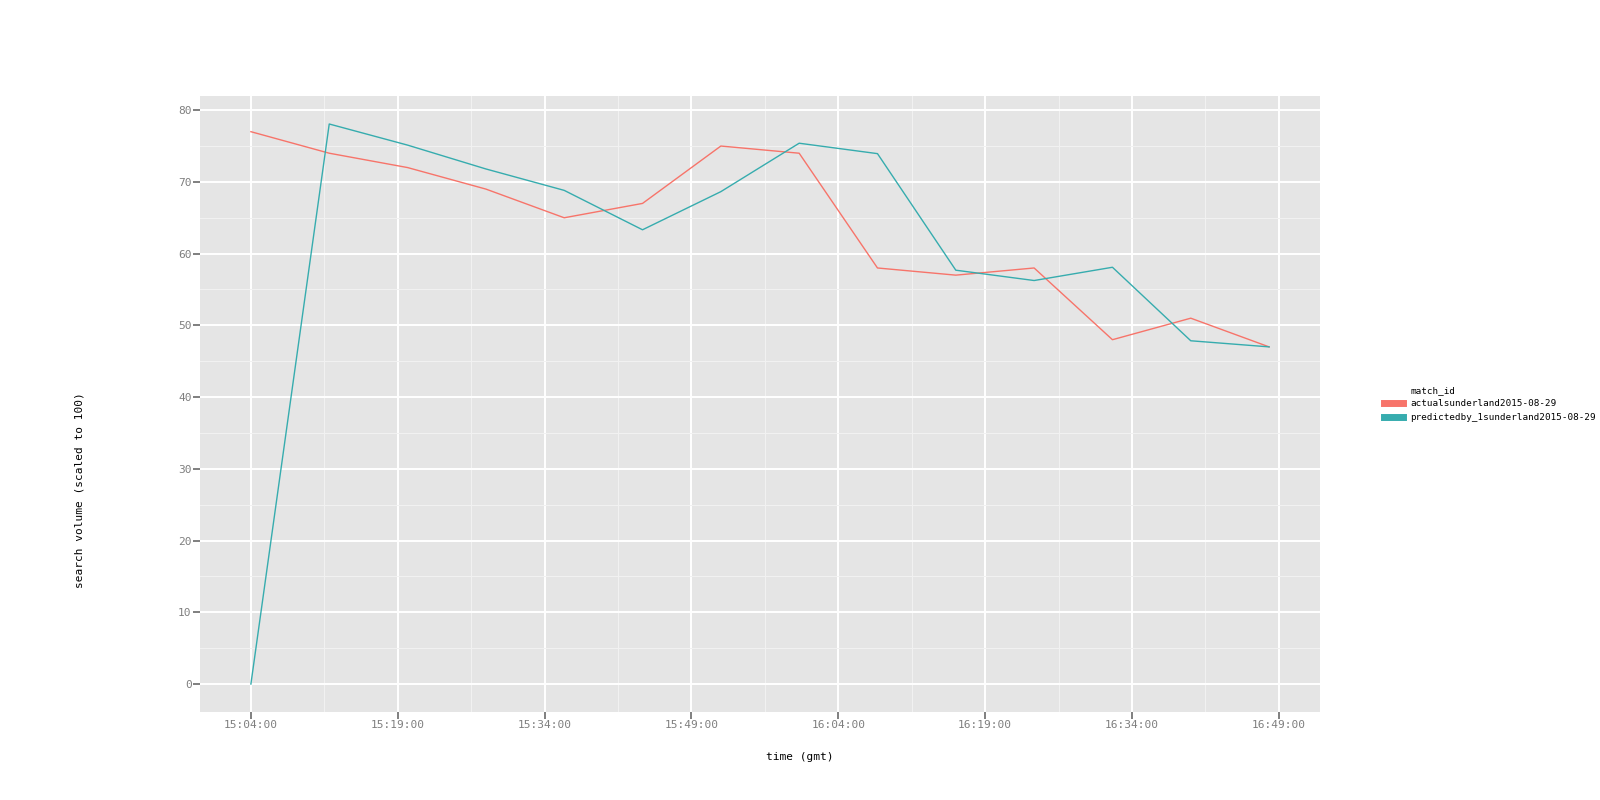 80
70
60
50
40
30
20
10
0
search volume (scaled to 100)
15:04:00 15:19:00 15:34:00 15:49:00 16:04:00 16:19:00 16:34:00 16:49:00
time (gmt)
match_id
actualsunderland2015-08-29
predictedby_1sunderland2015-08-29